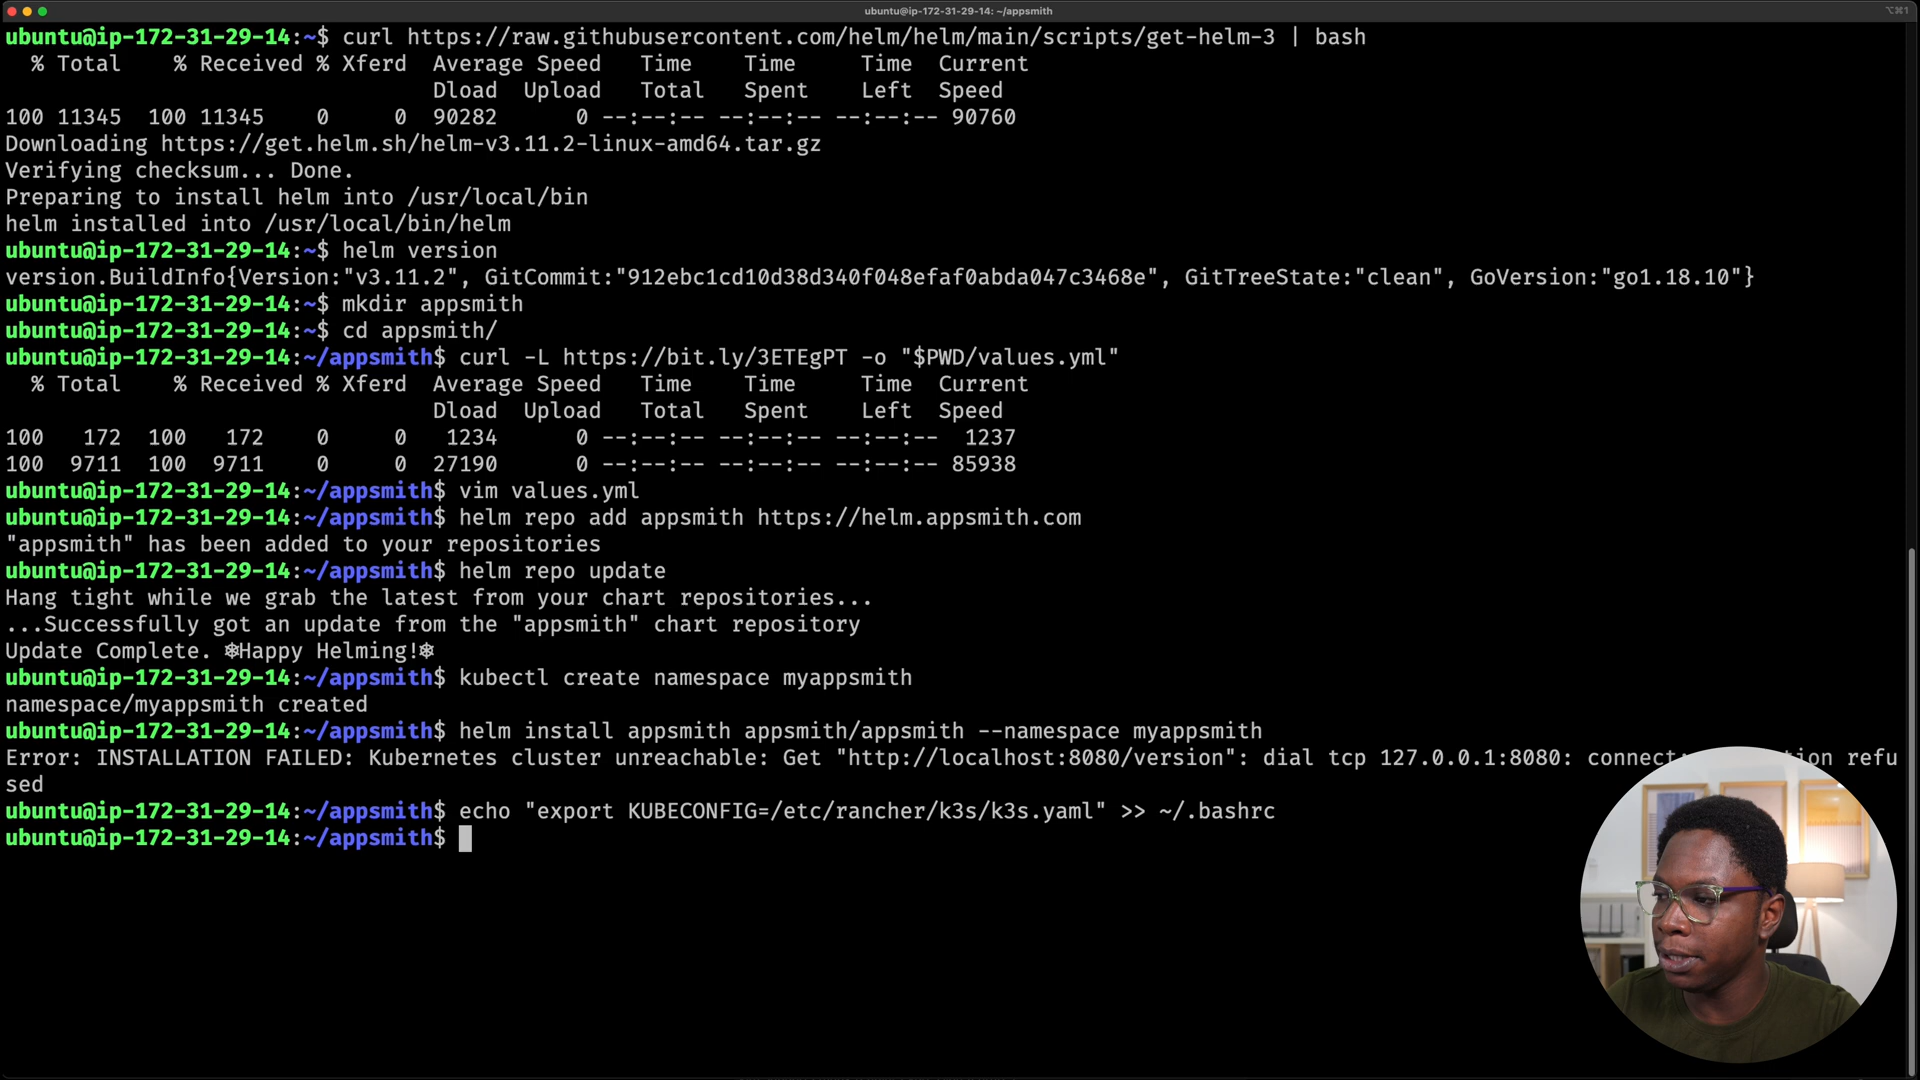 ubuntu@ip-172-31-29-14: ~/appsmith
⌥⌘1
ubuntu@ip-172-31-29-14:~$ curl https://raw.githubusercontent.com/helm/helm/main/scripts/get-helm-3 | bash
% Total % Received % Xferd Average Speed Time Time Time Current
Dload Upload Total Spent Left Speed
100 11345 100 11345 0 0 90282 0 --:--:-- --:--:-- --:--:-- 90760
Downloading https://get.helm.sh/helm-v3.11.2-linux-amd64.tar.gz
Verifying checksum... Done.
Preparing to install helm into /usr/local/bin
helm installed into /usr/local/bin/helm
ubuntu@ip-172-31-29-14:~$ helm version
version.BuildInfo{Version:"v3.11.2", GitCommit:"912ebc1cd10d38d340f048efaf0abda047c3468e", GitTreeState:"clean", GoVersion:"go1.18.10"}
ubuntu@ip-172-31-29-14:~$ mkdir appsmith
ubuntu@ip-172-31-29-14:~$ cd appsmith/
ubuntu@ip-172-31-29-14:~/appsmith$ curl -L https://bit.ly/3ETEgPT -o "$PWD/values.yml"
% Total % Received % Xferd Average Speed Time Time Time Current
Dload Upload Total Spent Left Speed
100 172 100 172 0 0 1234 0 --:--:-- --:--:-- --:--:-- 1237
100 9711 100 9711 0 0 27190 0 --:--:-- --:--:-- --:--:-- 85938
ubuntu@ip-172-31-29-14:~/appsmith$ vim values.yml
ubuntu@ip-172-31-29-14:~/appsmith$ helm repo add appsmith https://helm.appsmith.com
"appsmith" has been added to your repositories
ubuntu@ip-172-31-29-14:~/appsmith$ helm repo update
Hang tight while we grab the latest from your chart repositories...
...Successfully got an update from the "appsmith" chart repository
Update Complete. ⎈Happy Helming!⎈
ubuntu@ip-172-31-29-14:~/appsmith$ kubectl create namespace myappsmith
namespace/myappsmith created
ubuntu@ip-172-31-29-14:~/appsmith$ helm install appsmith appsmith/appsmith --namespace myappsmith
Error: INSTALLATION FAILED: Kubernetes cluster unreachable: Get "http://localhost:8080/version": dial tcp 127.0.0.1:8080: connect: refu
sed
ubuntu@ip-172-31-29-14:~/appsmith$ echo "export KUBECONFIG=/etc/rancher/k3s/k3s.yaml" >> ~/.bashrc
ubuntu@ip-172-31-29-14:~/appsmith$